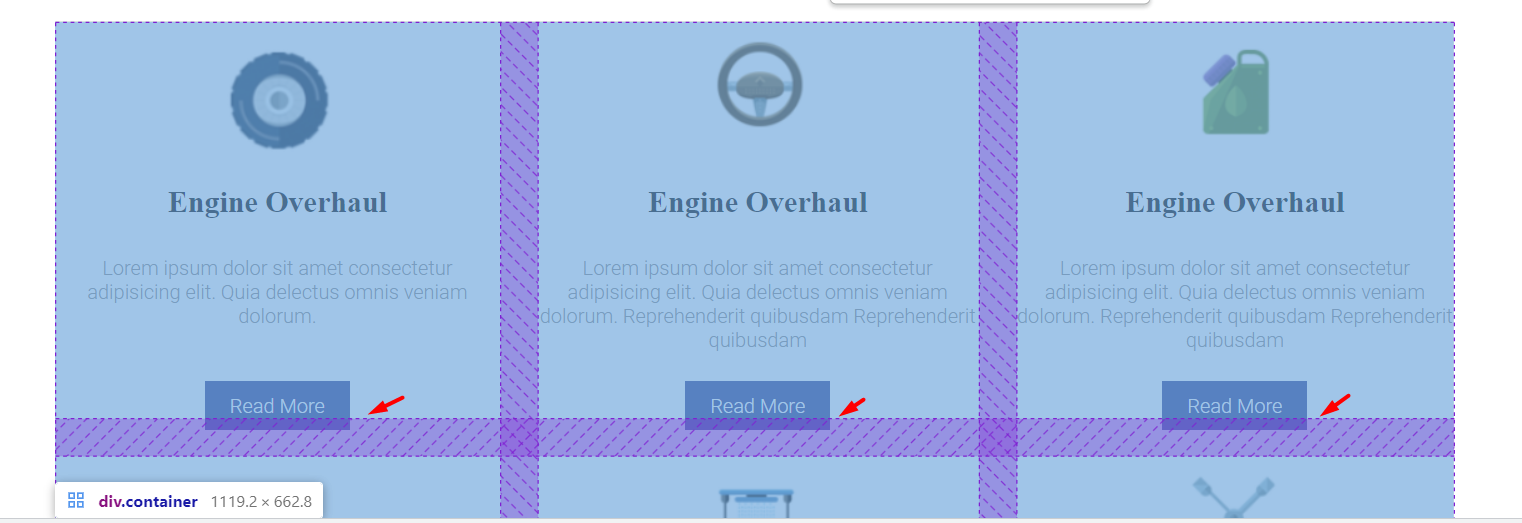 Engine Overhaul
Lorem ipsum dolor sit amet consectetur
adipisicing elit. Quia delectus omnis veniam
dolorum.
Read More
Engine Overhaul
Lorem ipsum dolor sit amet consectetur
adipisicing elit. Quia delectus omnis veniam
dolorum. Reprehenderit quibusdam Reprehenderit
quibusdam
Read More
Engine Overhaul
Lorem ipsum dolor sit amet consectetur
adipisicing elit. Quia delectus omnis veniam
dolorum. Reprehenderit quibusdam Reprehenderit
quibusdam
Read More
div.container 1119.2 × 662.8